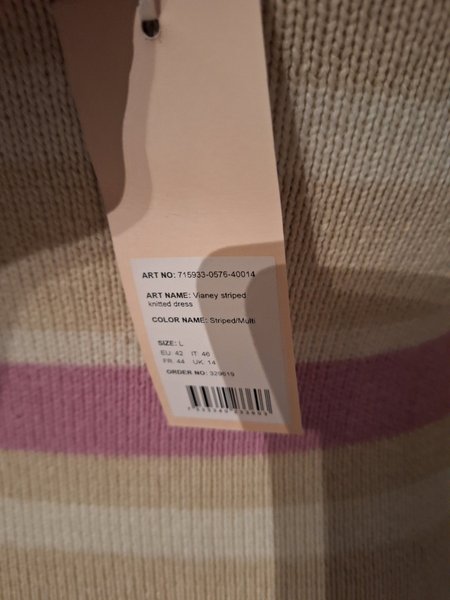 ART NO: 715933-0576-40014
ART NAME: Vianey striped
knitted dress
COLOR NAME: Striped/Multi
SIZE: L
EU: 42 IT: 46
FR: 44 UK: 14
ORDER NO: 329619